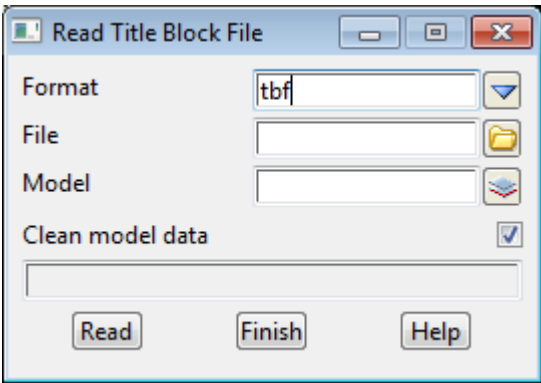 Read Title Block File
Format tbf
File
Model
Clean model data
Read Finish Help